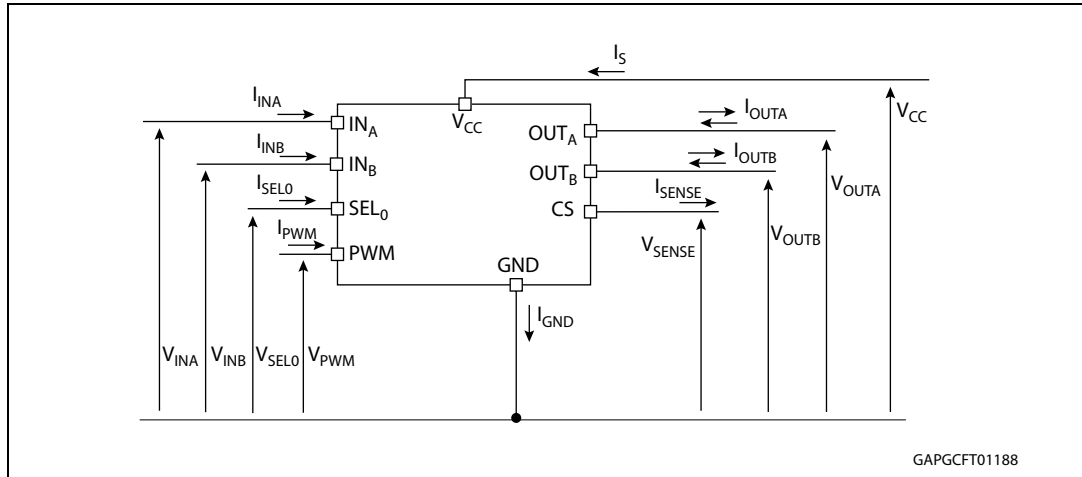 I_S
I_INA
V_CC
I_OUTA
V_CC
IN_A
OUT_A
I_INB
I_OUTB
IN_B
OUT_B
V_OUTA
I_SEL0
I_SENSE
SEL_0
CS
I_PWM
V_OUTB
PWM
V_SENSE
GND
I_GND
V_INA
V_INB
V_SEL0
V_PWM
GAPGCFT01188